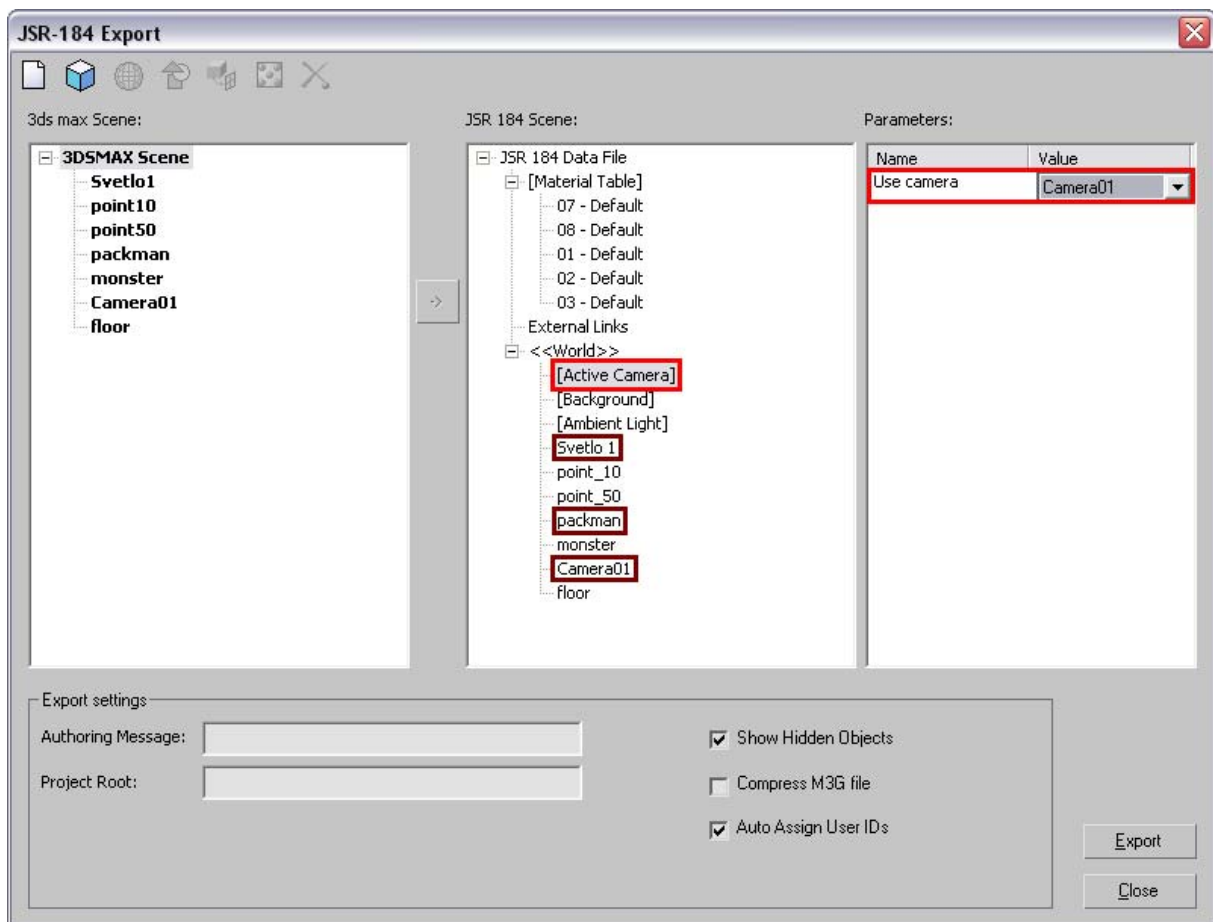 JSR-184 Export
3ds max Scene:
JSR 184 Scene:
Parameters:
3DSMAX Scene
Svetlo1
point10
point50
packman
monster
Camera01
floor
->
JSR 184 Data File
[Material Table]
07 - Default
08 - Default
01 - Default
02 - Default
03 - Default
External Links
<<World>>
[Active Camera]
[Background]
[Ambient Light]
Svetlo 1
point_10
point_50
packman
monster
Camera01
floor
Name Value
Use camera Camera01
Export settings
Authoring Message:
Project Root:
Show Hidden Objects
Compress M3G file
Auto Assign User IDs
Export
Close